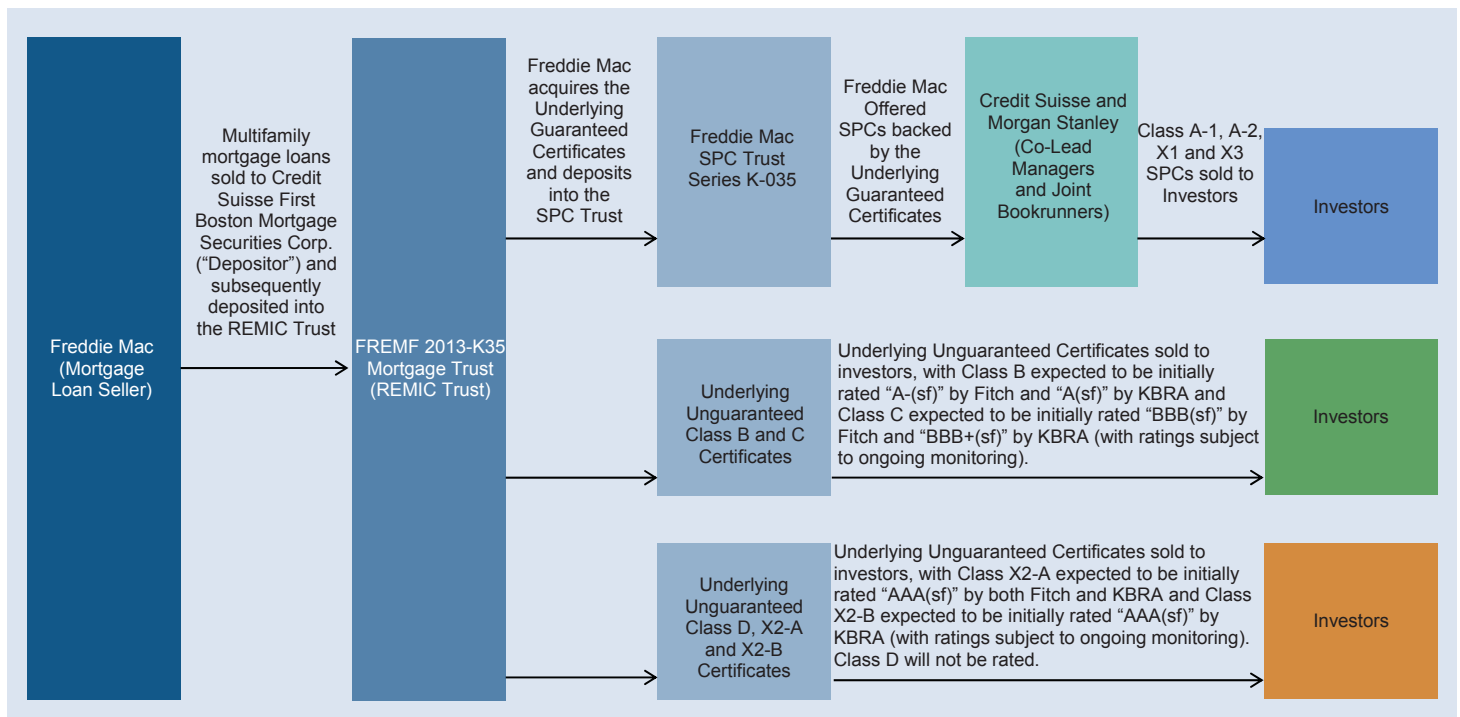 Freddie Mac
(Mortgage
Loan Seller)
Multifamily
mortgage loans
sold to Credit
Suisse First
Boston Mortgage
Securities Corp.
(“Depositor”) and
subsequently
deposited into
the REMIC Trust
FREMF 2013-K35
Mortgage Trust
(REMIC Trust)
Freddie Mac
acquires the
Underlying
Guaranteed
Certificates
and deposits
into the
SPC Trust
Freddie Mac
SPC Trust
Series K-035
Freddie Mac
Offered
SPCs backed
by the
Underlying
Guaranteed
Certificates
Credit Suisse and
Morgan Stanley
(Co-Lead
Managers
and Joint
Bookrunners)
Class A-1, A-2,
X1 and X3
SPCs sold to
Investors
Investors
Underlying
Unguaranteed
Class B and C
Certificates
Underlying Unguaranteed Certificates sold to
investors, with Class B expected to be initially
rated “A-(sf)” by Fitch and “A(sf)” by KBRA and
Class C expected to be initially rated “BBB(sf)” by
Fitch and “BBB+(sf)” by KBRA (with ratings subject
to ongoing monitoring).
Investors
Underlying
Unguaranteed
Class D, X2-A
and X2-B
Certificates
Underlying Unguaranteed Certificates sold to
investors, with Class X2-A expected to be initially
rated “AAA(sf)” by both Fitch and KBRA and Class
X2-B expected to be initially rated “AAA(sf)” by
KBRA (with ratings subject to ongoing monitoring).
Class D will not be rated.
Investors